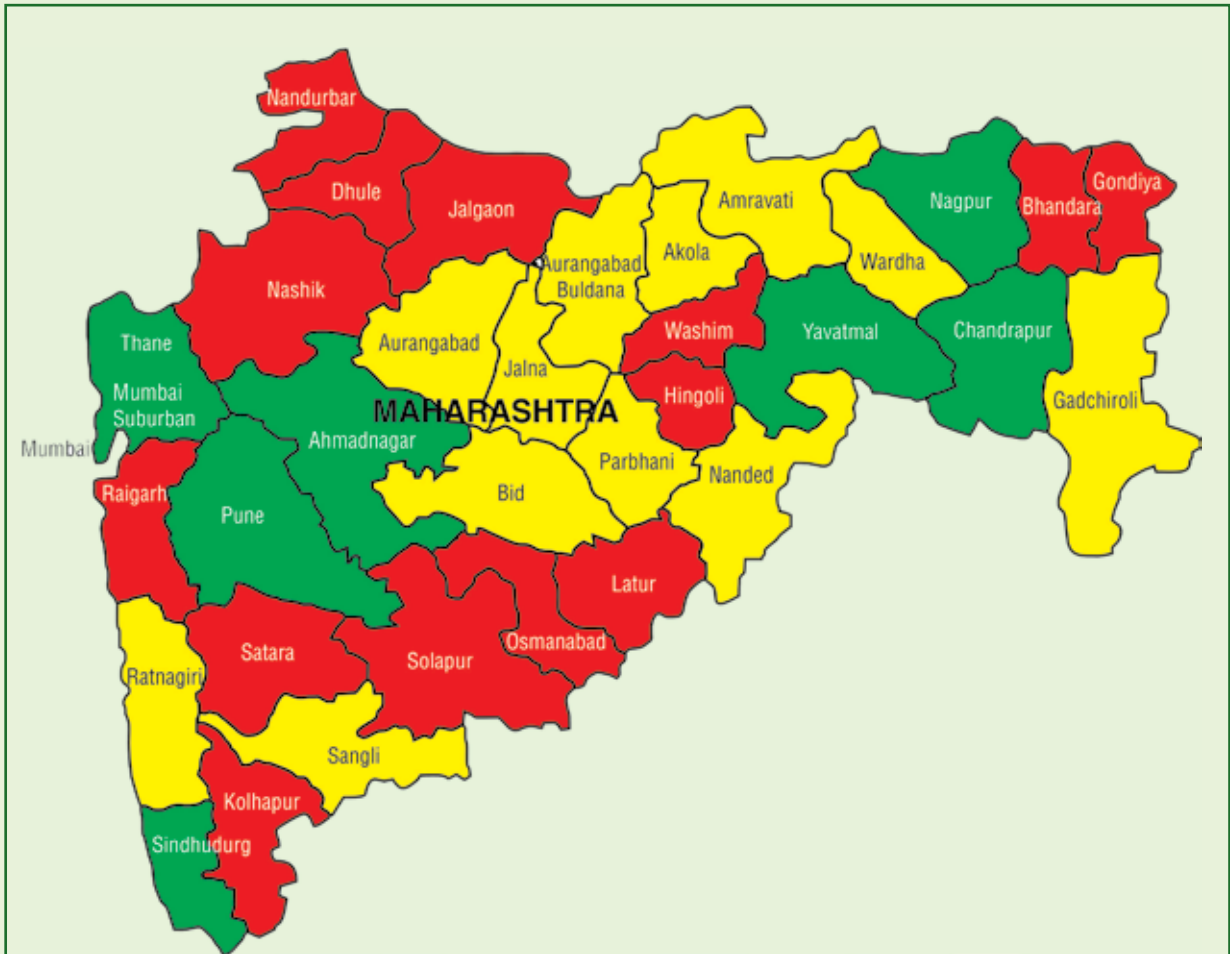 Nandurbar
Dhule
Jalgaon
Nashik
Amravati
Nagpur
Bhandara
Gondiya
Akola
Aurangabad
Buldana
Wardha
Thane
Mumbai
Suburban
Mumbai
Aurangabad
Jalna
Washim
Yavatmal
Chandrapur
Hingoli
Gadchiroli
MAHARASHTRA
Ahmadnagar
Parbhani
Nanded
Bid
Raigarh
Pune
Latur
Osmanabad
Satara
Solapur
Ratnagiri
Sangli
Kolhapur
Sindhudurg